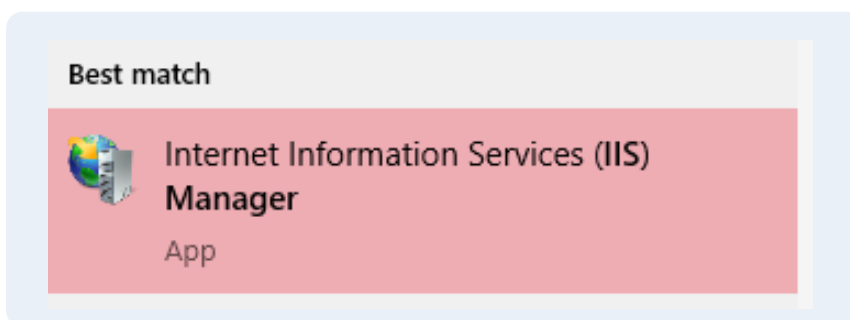 Best match
Internet Information Services (IIS)
Manager
App